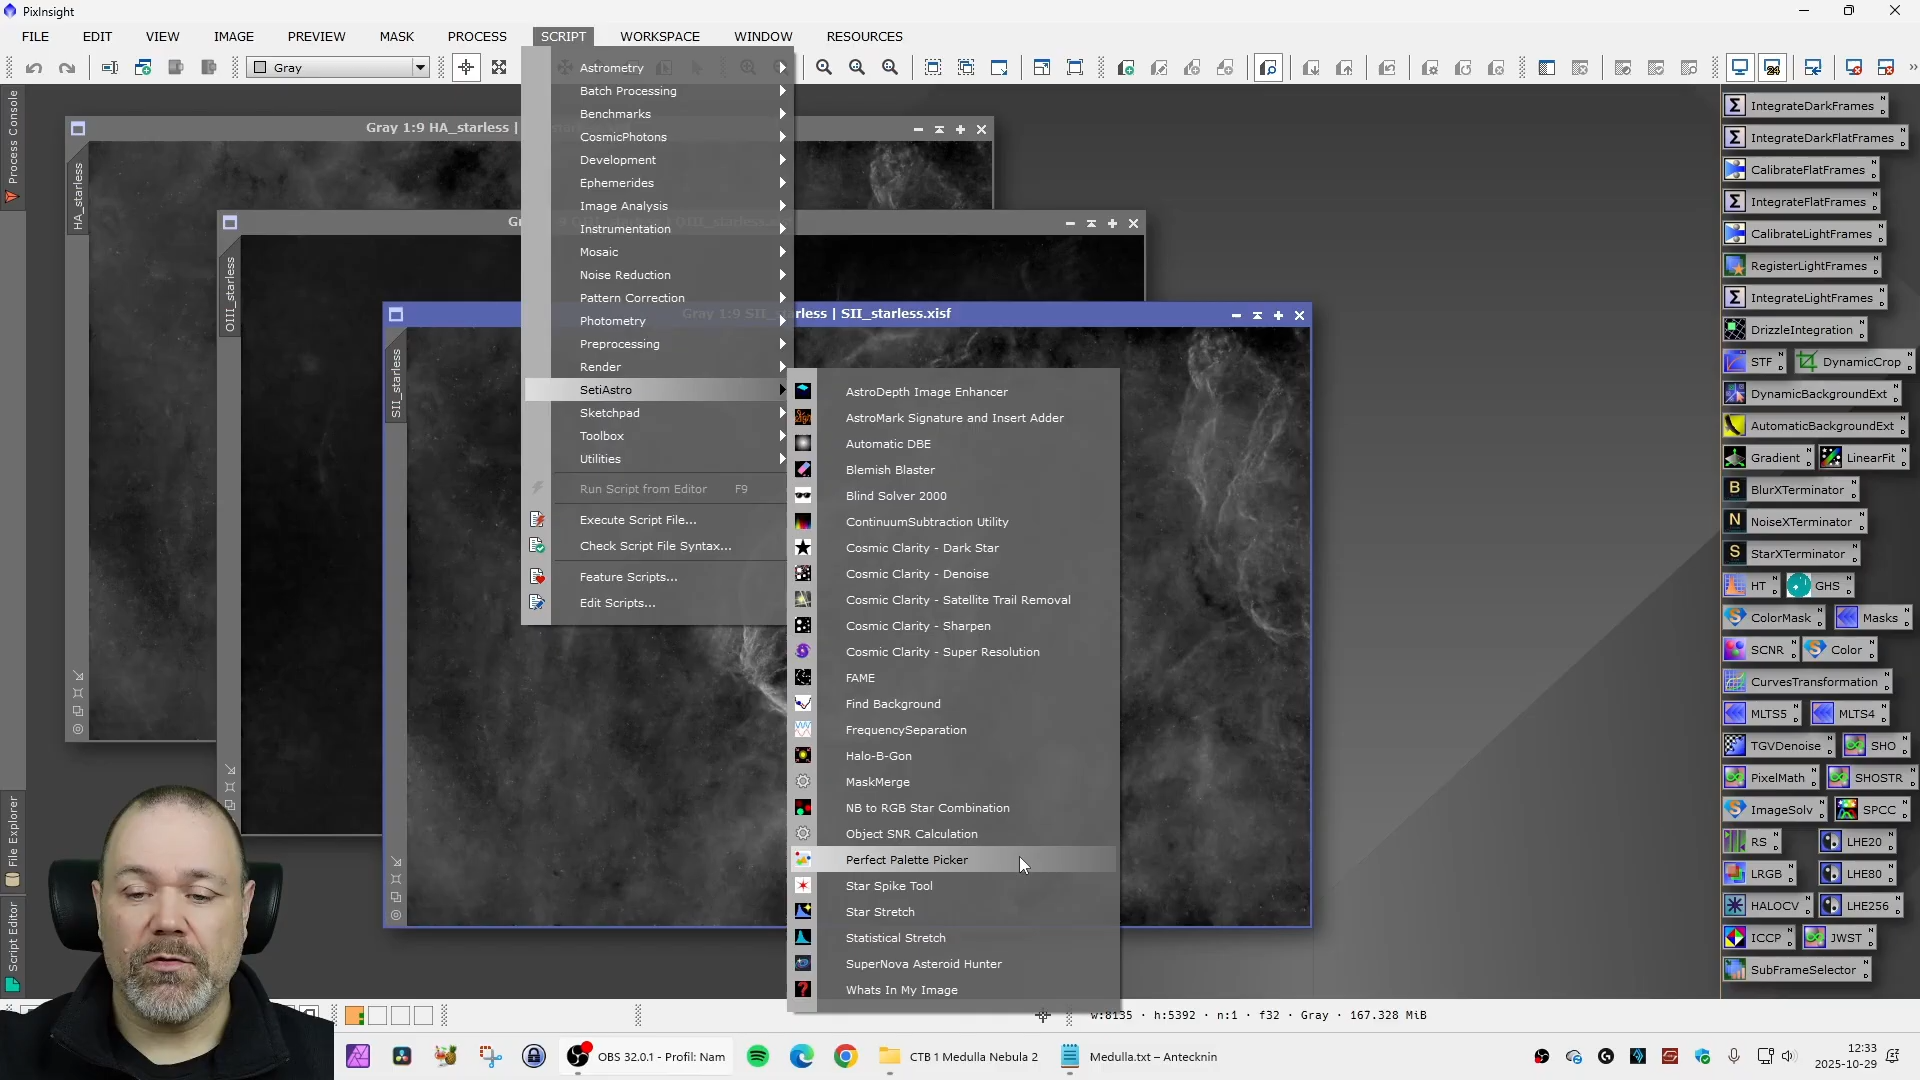 PixInsight
FILE EDIT VIEW IMAGE PREVIEW MASK PROCESS SCRIPT WORKSPACE WINDOW RESOURCES
Gray
24
Process Console
File Explorer
Script Editor
Gray 1:9 HA_starless |
HA_starless
OIII_starless
Gray 1:9 SII_starless | SII_starless.xisf
SII_starless
Astrometry
Batch Processing
Benchmarks
CosmicPhotons
Development
Ephemerides
Image Analysis
Instrumentation
Mosaic
Noise Reduction
Pattern Correction
Photometry
Preprocessing
Render
SetiAstro
Sketchpad
Toolbox
Utilities
Run Script from Editor F9
Execute Script File...
Check Script File Syntax...
Feature Scripts...
Edit Scripts...
AstroDepth Image Enhancer
AstroMark Signature and Insert Adder
Automatic DBE
Blemish Blaster
Blind Solver 2000
ContinuumSubtraction Utility
Cosmic Clarity - Dark Star
Cosmic Clarity - Denoise
Cosmic Clarity - Satellite Trail Removal
Cosmic Clarity - Sharpen
Cosmic Clarity - Super Resolution
FAME
Find Background
FrequencySeparation
Halo-B-Gon
MaskMerge
NB to RGB Star Combination
Object SNR Calculation
Perfect Palette Picker
Star Spike Tool
Star Stretch
Statistical Stretch
SuperNova Asteroid Hunter
Whats In My Image
IntegrateDarkFrames
IntegrateDarkFlatFrames
CalibrateFlatFrames
IntegrateFlatFrames
CalibrateLightFrames
RegisterLightFrames
IntegrateLightFrames
DrizzleIntegration
STF DynamicCrop
DynamicBackgroundExt
AutomaticBackgroundExt
Gradient LinearFit
BlurXTerminator
NoiseXTerminator
StarXTerminator
HT GHS
ColorMask Masks
SCNR Color
CurvesTransformation
MLTS5 MLTS4
TGVDenoise SHO
PixelMath SHOSTR
ImageSolv SPCC
RS LHE20
LRGB LHE80
HALOCV LHE256
ICCP JWST
SubFrameSelector
w:8135 · h:5392 · n:1 · f32 · Gray · 167.328 MiB
OBS 32.0.1 - Profil: Nam
CTB 1 Medulla Nebula 2
Medulla.txt – Antecknin
12:33
2025-10-29